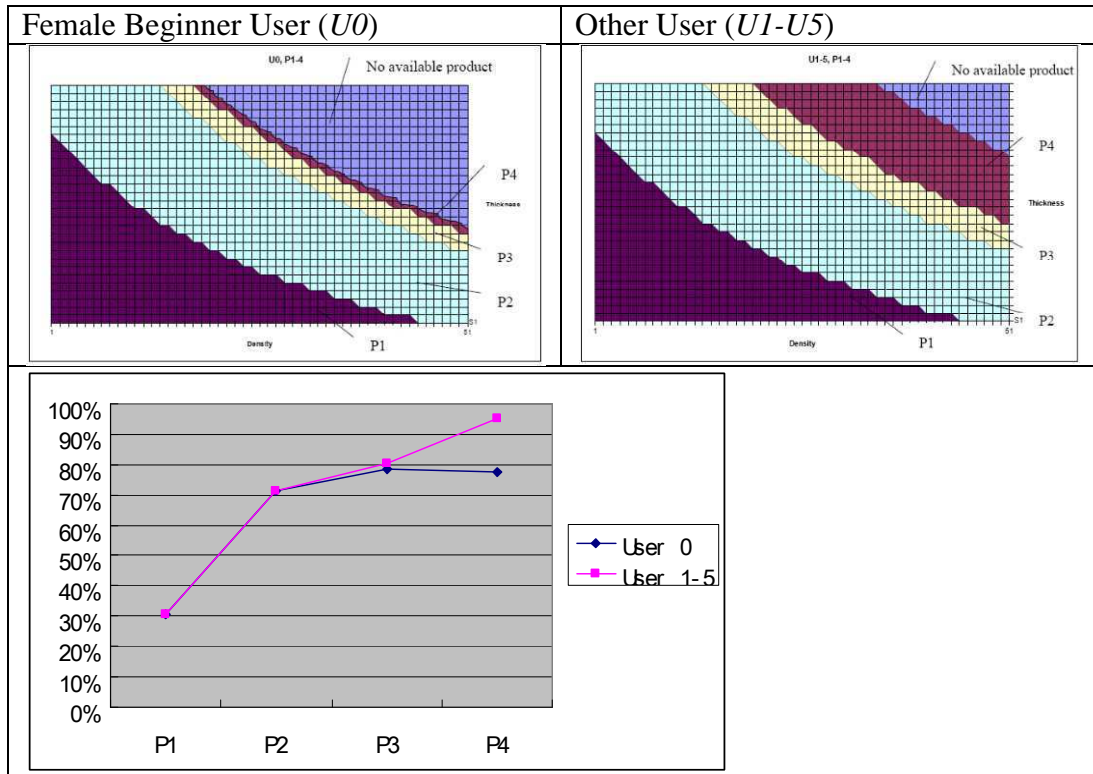 Female Beginner User (U0)
Other User (U1-U5)
U0, P1-4
No available product
P4
Thickness
P3
P2
S1
1
51
Density
P1
U1-5, P1-4
No available product
P4
Thickness
P3
P2
S1
1
51
Density
P1
100%
90%
80%
70%
60%
50%
40%
30%
20%
10%
0%
P1 P2 P3 P4
User 0
User 1-5